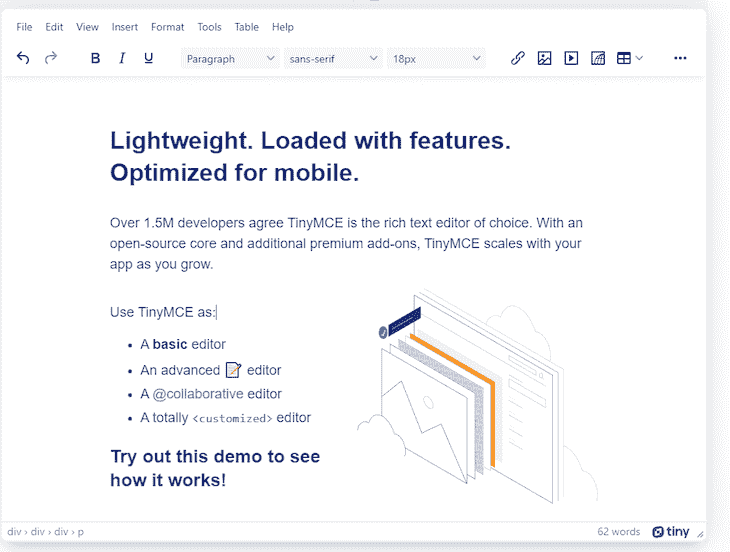 File Edit View Insert Format Tools Table Help
B I U Paragraph sans-serif 18px
Lightweight. Loaded with features.
Optimized for mobile.
Over 1.5M developers agree TinyMCE is the rich text editor of choice. With an
open-source core and additional premium add-ons, TinyMCE scales with your
app as you grow.
Use TinyMCE as:
• A basic editor
• An advanced 📝 editor
• A @collaborative editor
• A totally <customized> editor
Try out this demo to see
how it works!
div › div › div › p 62 words tiny